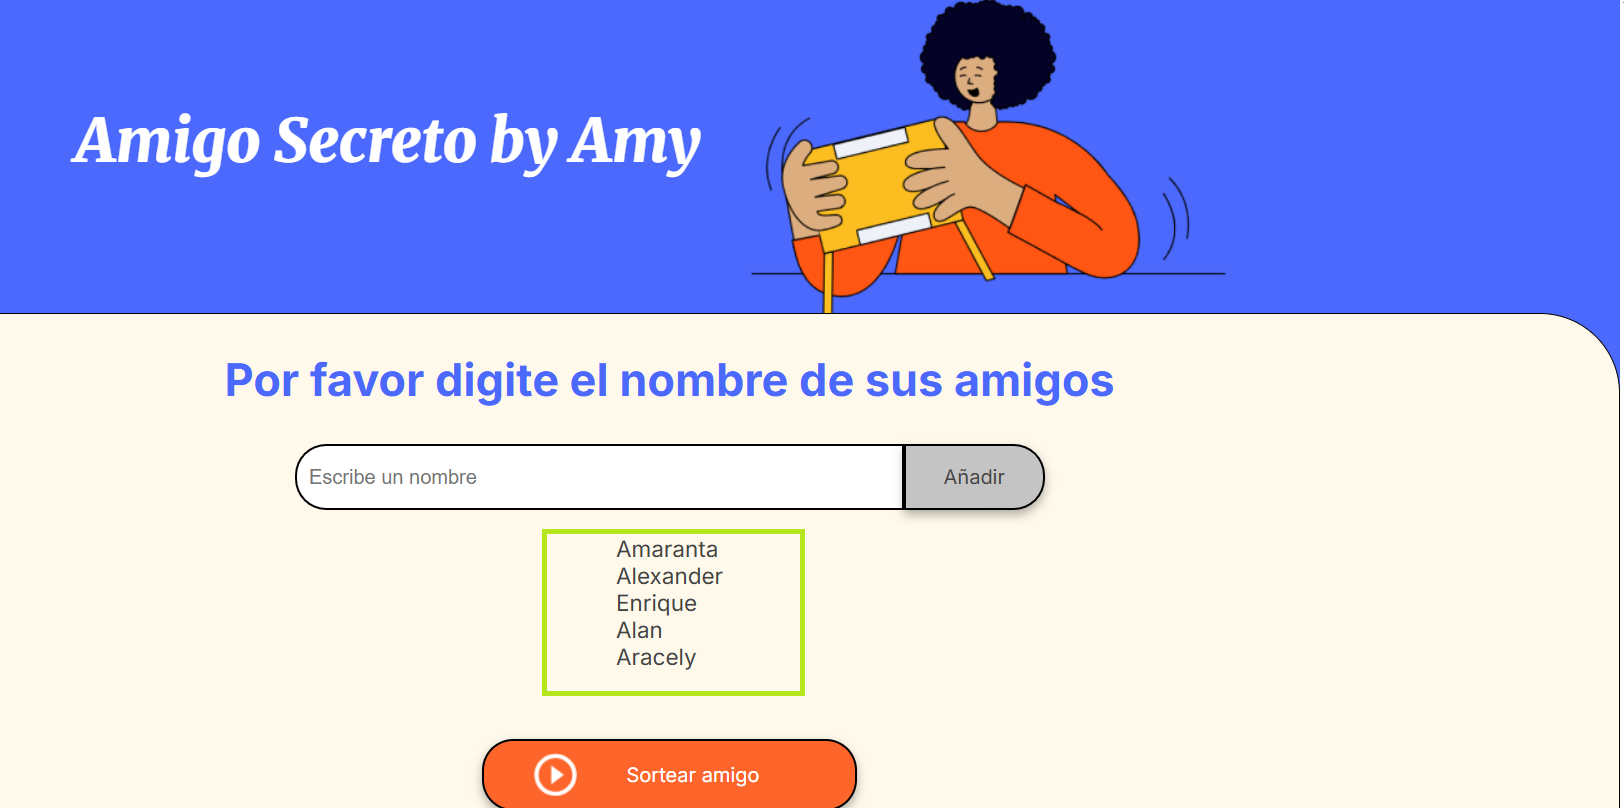 Amigo Secreto by Amy
Por favor digite el nombre de sus amigos
Escribe un nombre
Añadir
Amaranta
Alexander
Enrique
Alan
Aracely
Sortear amigo